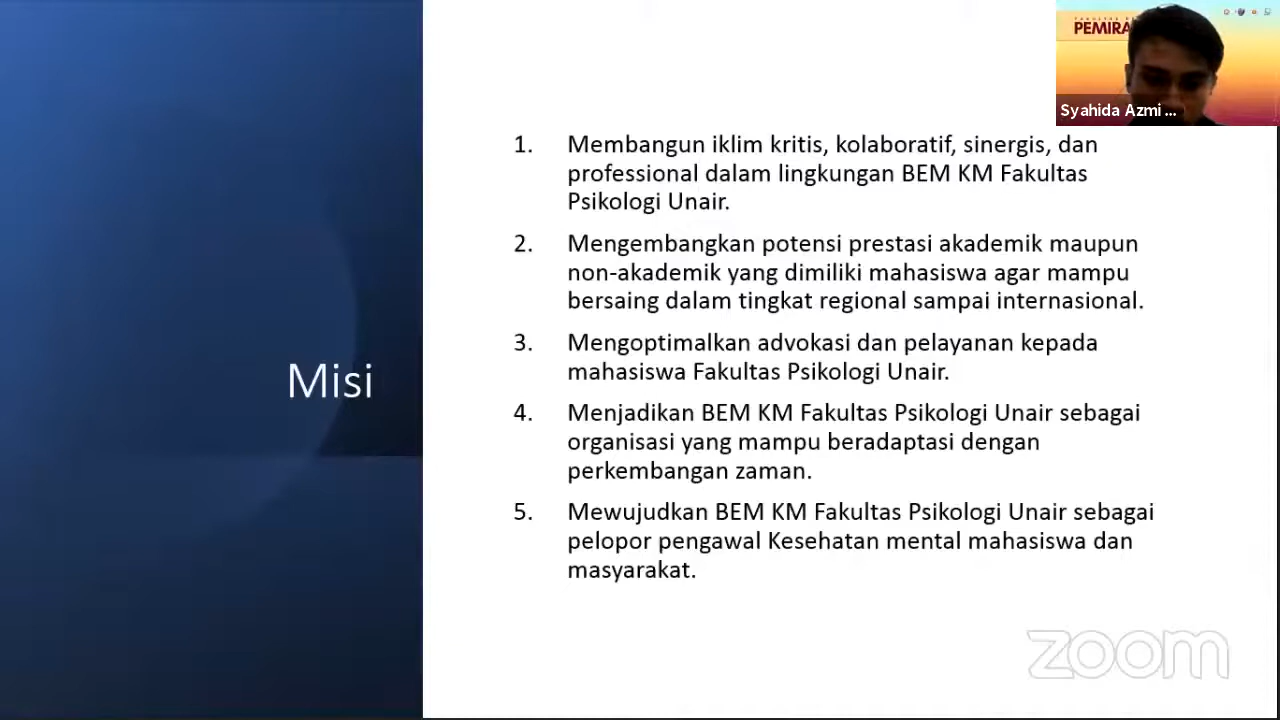 PEMIRA
Syahida Azmi ...
Misi
1. Membangun iklim kritis, kolaboratif, sinergis, dan
professional dalam lingkungan BEM KM Fakultas
Psikologi Unair.
2. Mengembangkan potensi prestasi akademik maupun
non-akademik yang dimiliki mahasiswa agar mampu
bersaing dalam tingkat regional sampai internasional.
3. Mengoptimalkan advokasi dan pelayanan kepada
mahasiswa Fakultas Psikologi Unair.
4. Menjadikan BEM KM Fakultas Psikologi Unair sebagai
organisasi yang mampu beradaptasi dengan
perkembangan zaman.
5. Mewujudkan BEM KM Fakultas Psikologi Unair sebagai
pelopor pengawal Kesehatan mental mahasiswa dan
masyarakat.
zoom